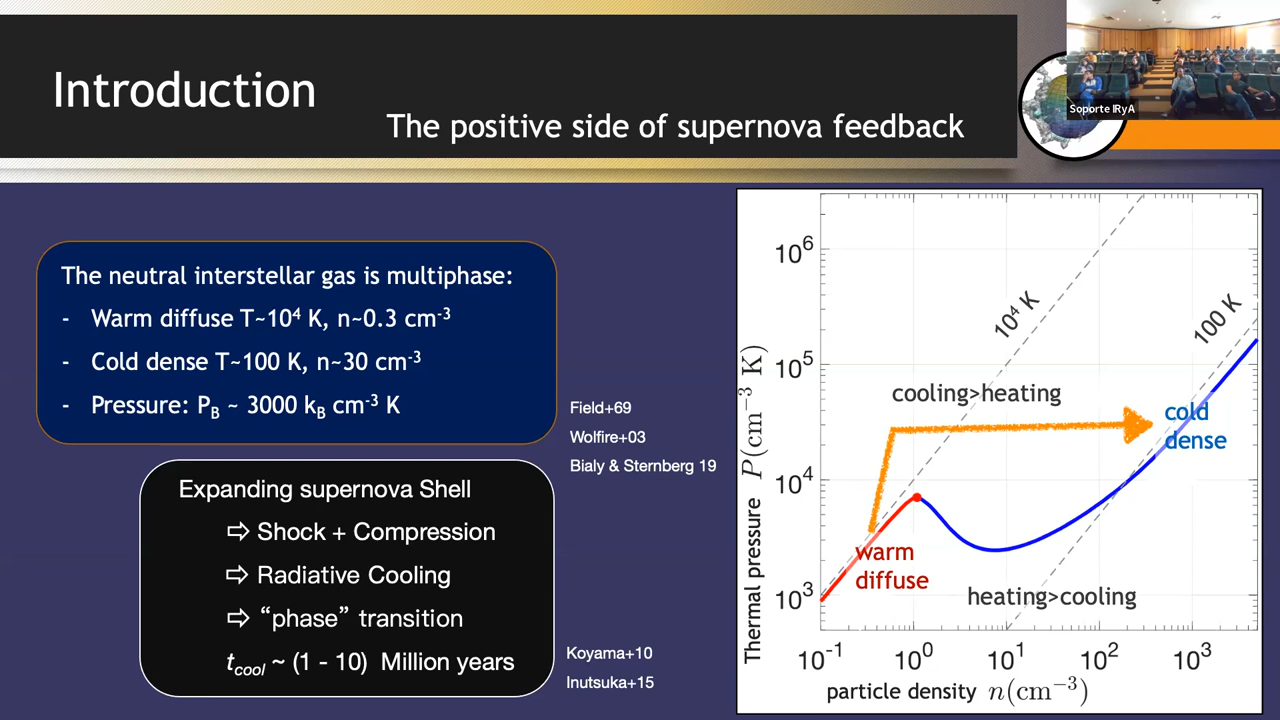 Introduction
The positive side of supernova feedback
Soporte IRyA
The neutral interstellar gas is multiphase:
- Warm diffuse T~10⁴ K, n~0.3 cm⁻³
- Cold dense T~100 K, n~30 cm⁻³
- Pressure: P_B ~ 3000 k_B cm⁻³ K
Field+69
Wolfire+03
Bialy & Sternberg 19
Expanding supernova Shell
⇨ Shock + Compression
⇨ Radiative Cooling
⇨ “phase” transition
t_cool ~ (1 - 10) Million years
Koyama+10
Inutsuka+15
Thermal pressure P(cm⁻³ K)
10⁶
10⁵
10⁴
10³
10⁴ K
100 K
cooling>heating
cold
dense
warm
diffuse
heating>cooling
10⁻¹ 10⁰ 10¹ 10² 10³
particle density n(cm⁻³)